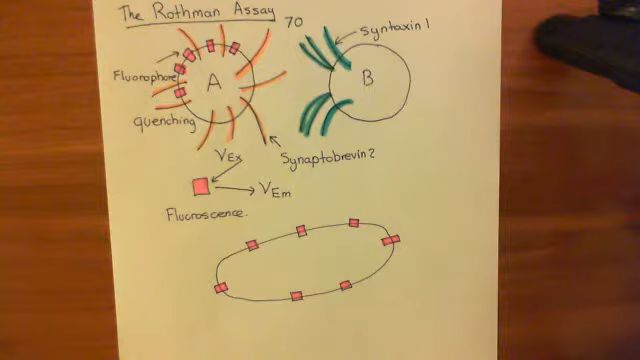 The Rothman Assay
70
Syntaxin 1
Fluorophore
A
B
quenching
Synaptobrevin 2
VEx
VEm
Fluoroscence.